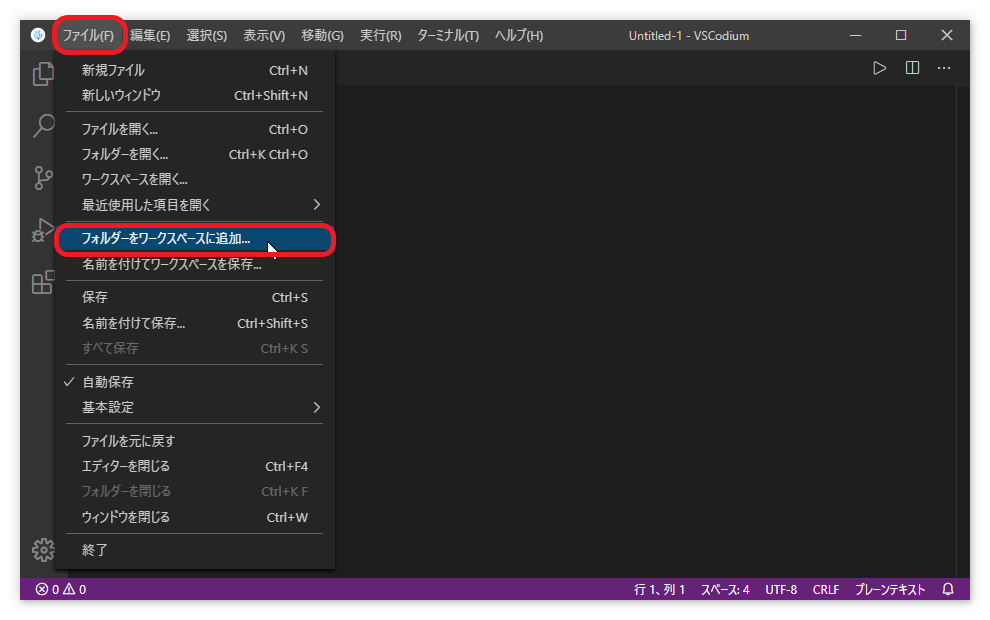 ファイル(F) 編集(E) 選択(S) 表示(V) 移動(G) 実行(R) ターミナル(T) ヘルプ(H) Untitled-1 - VSCodium
新規ファイル Ctrl+N
新しいウィンドウ Ctrl+Shift+N
ファイルを開く... Ctrl+O
フォルダーを開く... Ctrl+K Ctrl+O
ワークスペースを開く...
最近使用した項目を開く
フォルダーをワークスペースに追加...
名前を付けてワークスペースを保存...
保存 Ctrl+S
名前を付けて保存... Ctrl+Shift+S
すべて保存 Ctrl+K S
自動保存
基本設定
ファイルを元に戻す
エディターを閉じる Ctrl+F4
フォルダーを閉じる Ctrl+K F
ウィンドウを閉じる Ctrl+W
終了
0 0 行 1、列 1 スペース: 4 UTF-8 CRLF プレーンテキスト